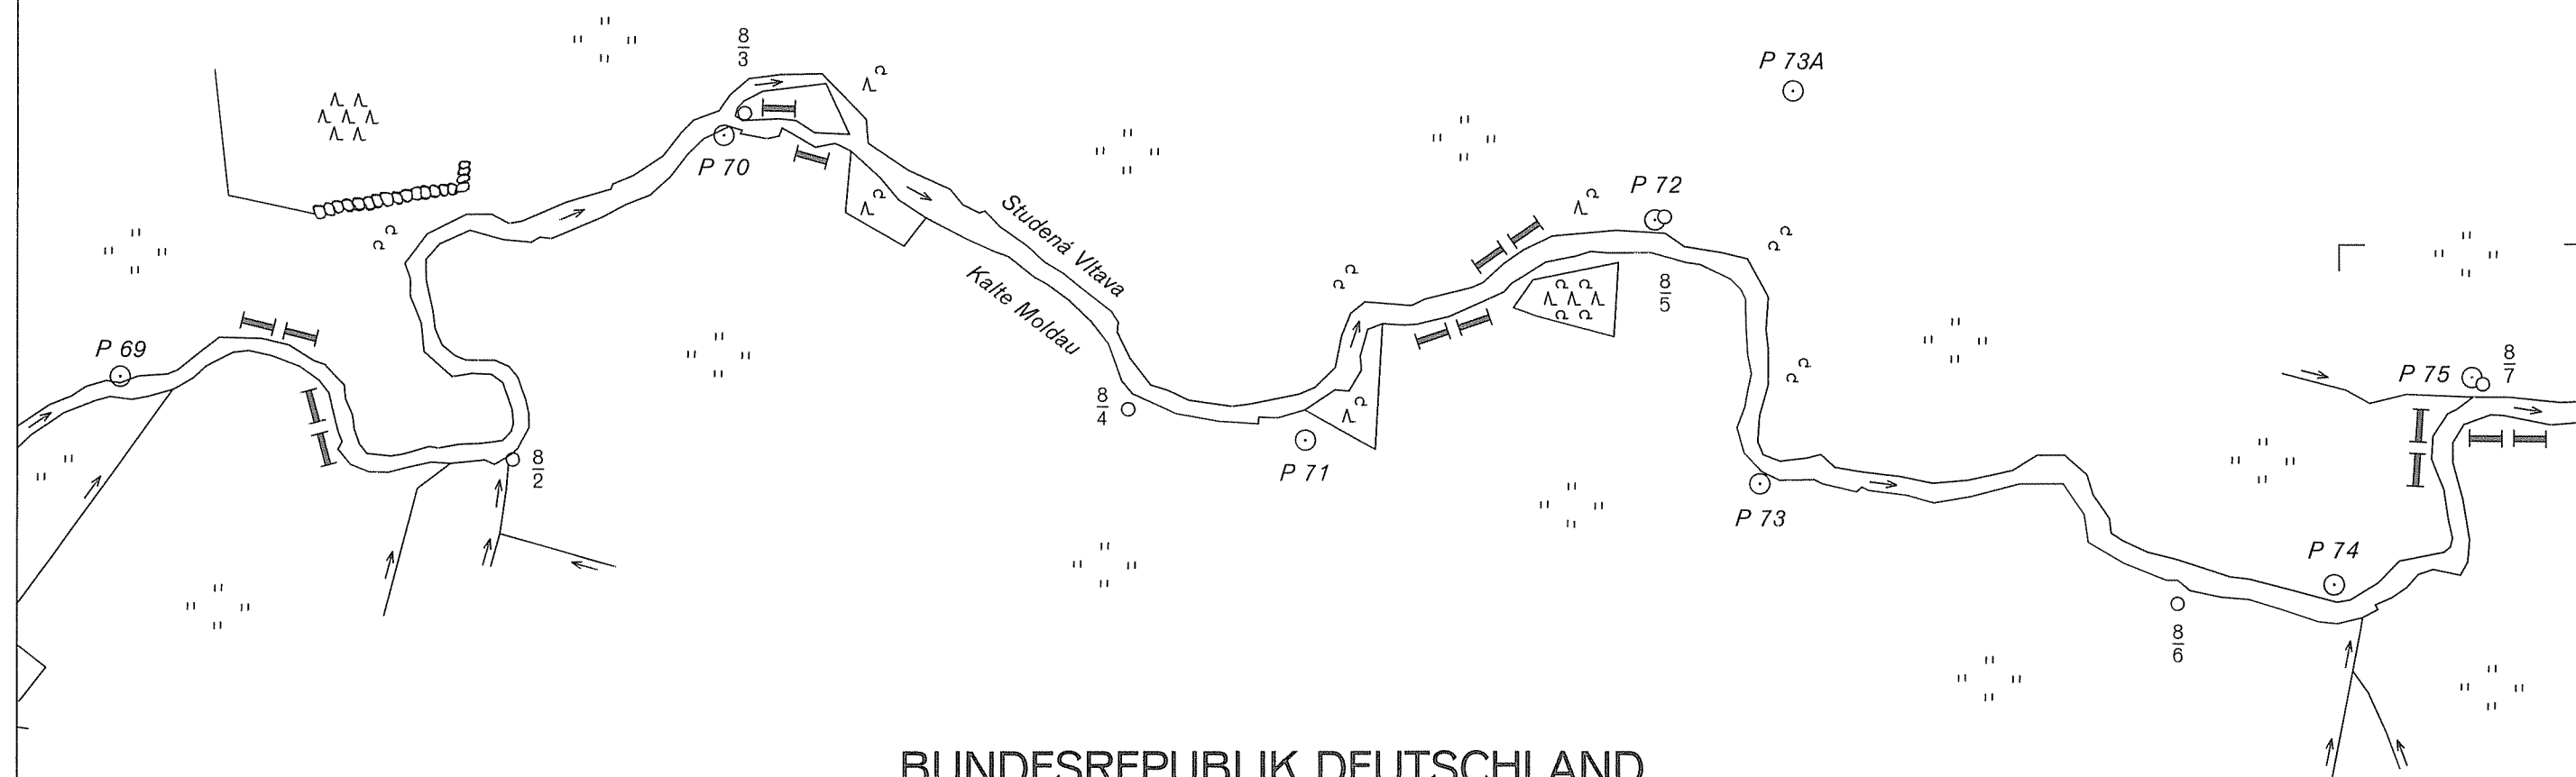 8
3
P 73A
P 70
P 72
Studená Vltava
Kalte Moldau
8
5
P 69
P 75
8
7
8
4
8
2
P 71
P 73
P 74
8
6
BUNDESREPUBLIK DEUTSCHLAND